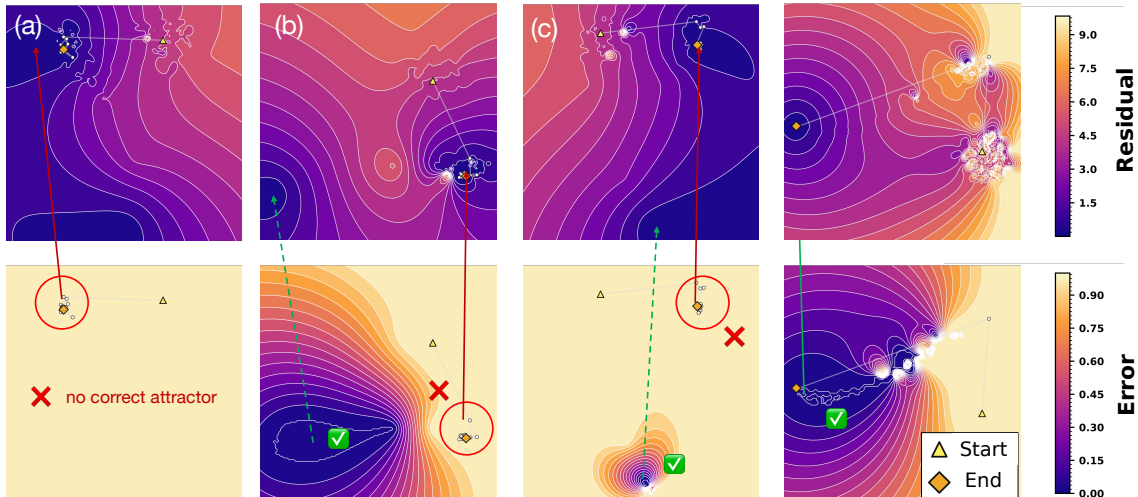 (a)
(b)
(c)
9.0
7.5
6.0
4.5
3.0
1.5
Residual
no correct attractor
0.90
0.75
0.60
0.45
0.30
0.15
0.00
Error
Start
End